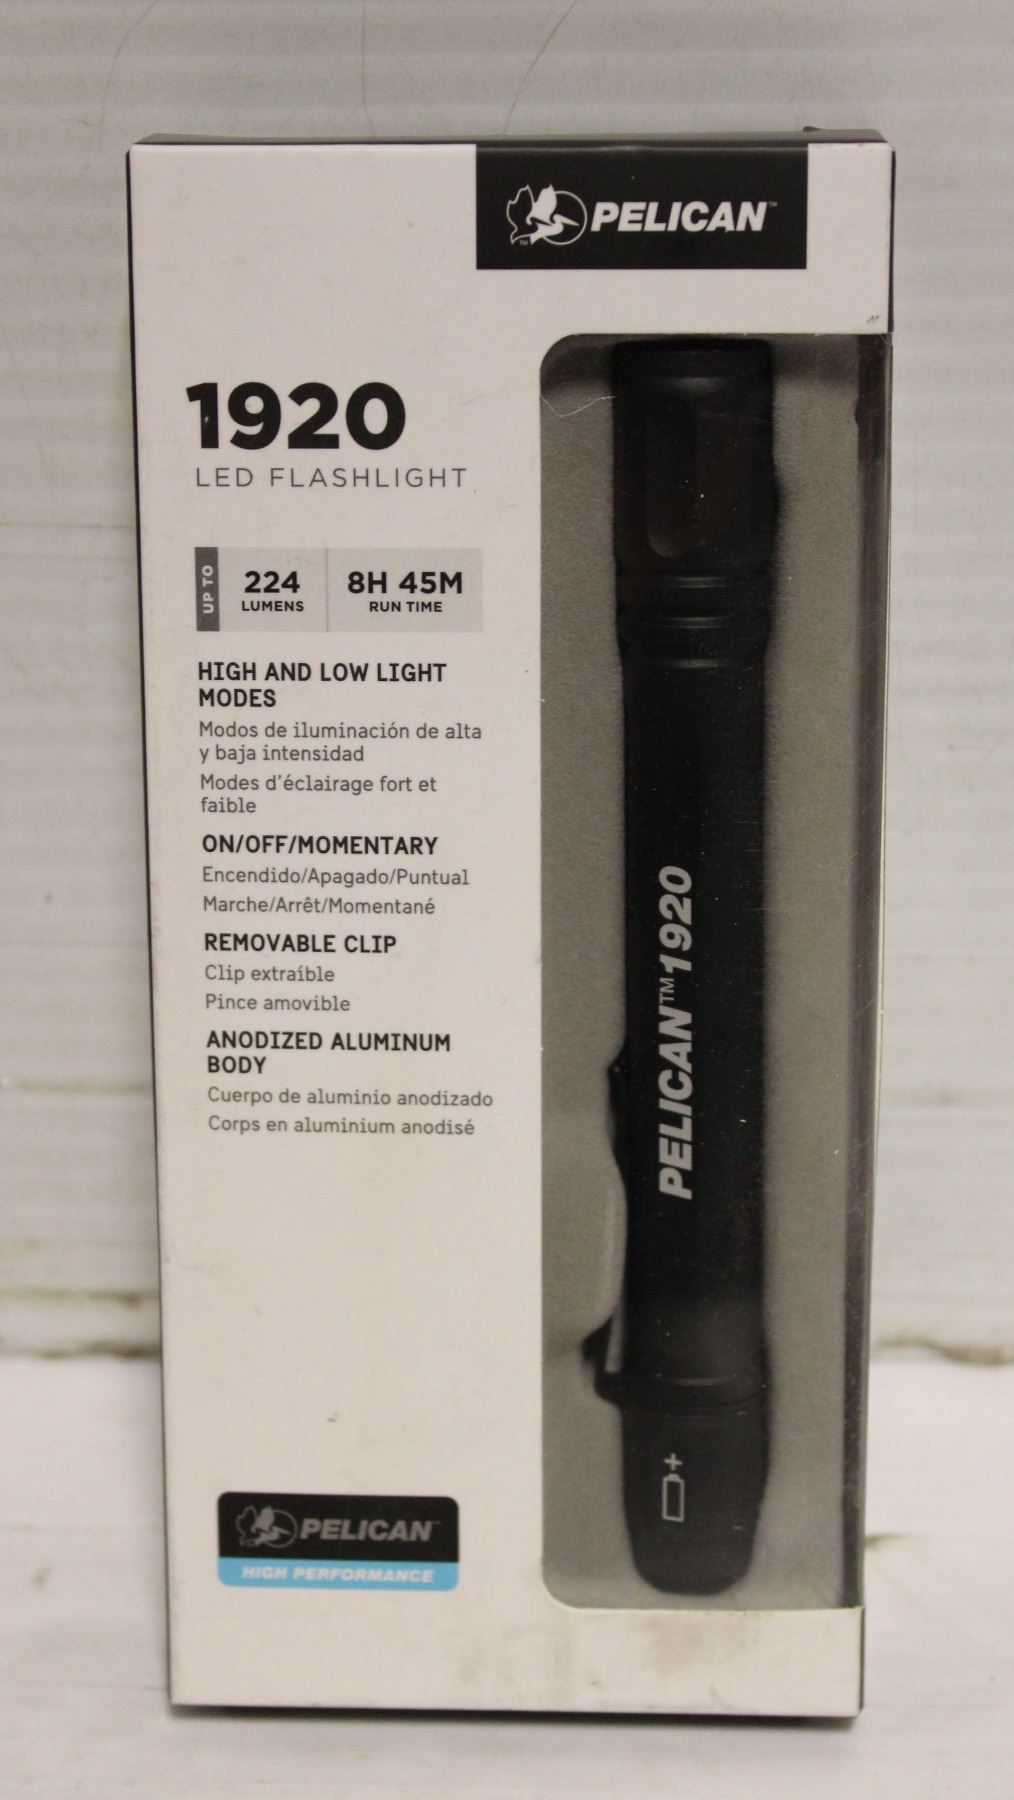 PELICAN™
1920
LED FLASHLIGHT
UP TO
224
LUMENS
8H 45M
RUN TIME
HIGH AND LOW LIGHT
MODES
Modos de iluminación de alta
y baja intensidad
Modes d'éclairage fort et
faible
ON/OFF/MOMENTARY
Encendido/Apagado/Puntual
Marche/Arrêt/Momentané
REMOVABLE CLIP
Clip extraíble
Pince amovible
ANODIZED ALUMINUM
BODY
Cuerpo de aluminio anodizado
Corps en aluminium anodisé
PELICAN™1920
+
PELICAN™
HIGH PERFORMANCE